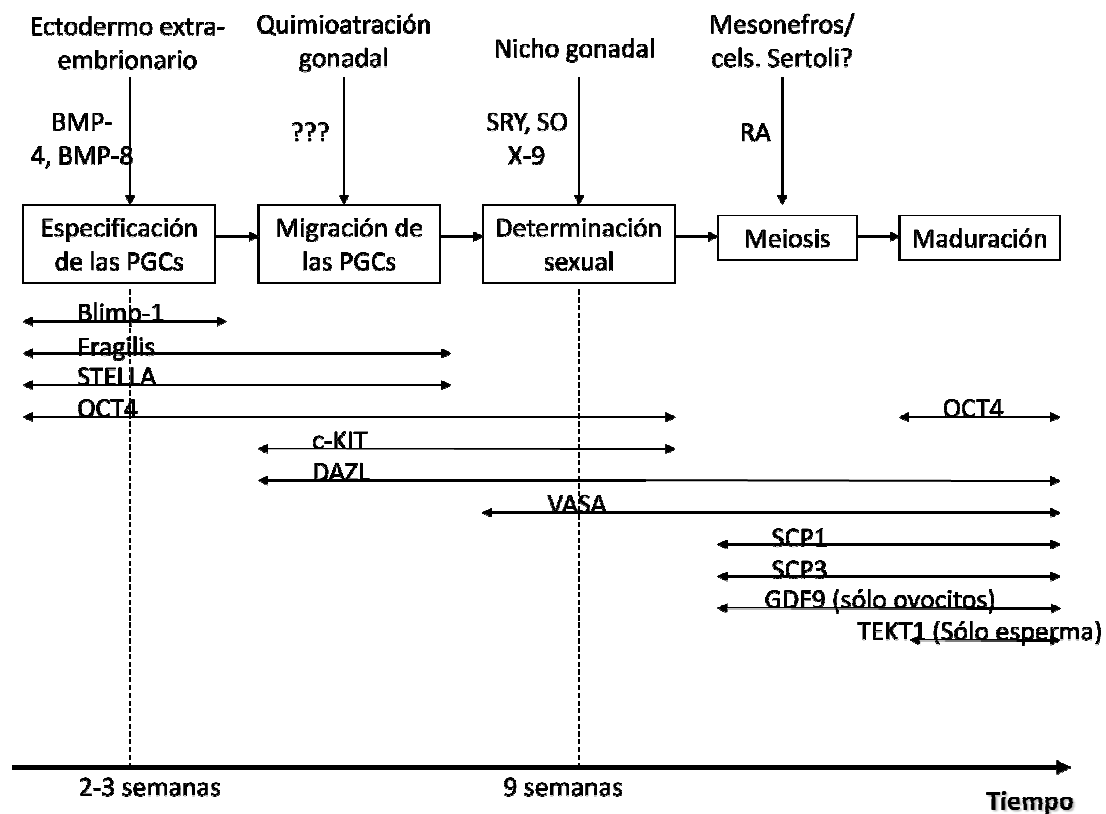 Ectodermo extra-
embrionario
Quimioatración
gonadal
Nicho gonadal
Mesonefros/
cels. Sertoli?
BMP-
4, BMP-8
???
SRY, SO
X-9
RA
Especificación
de las PGCs
Migración de
las PGCs
Determinación
sexual
Meiosis
Maduración
Blimp-1
Fragilis
STELLA
OCT4
OCT4
c-KIT
DAZL
VASA
SCP1
SCP3
GDF9 (sólo ovocitos)
TEKT1 (Sólo esperma)
2-3 semanas
9 semanas
Tiempo